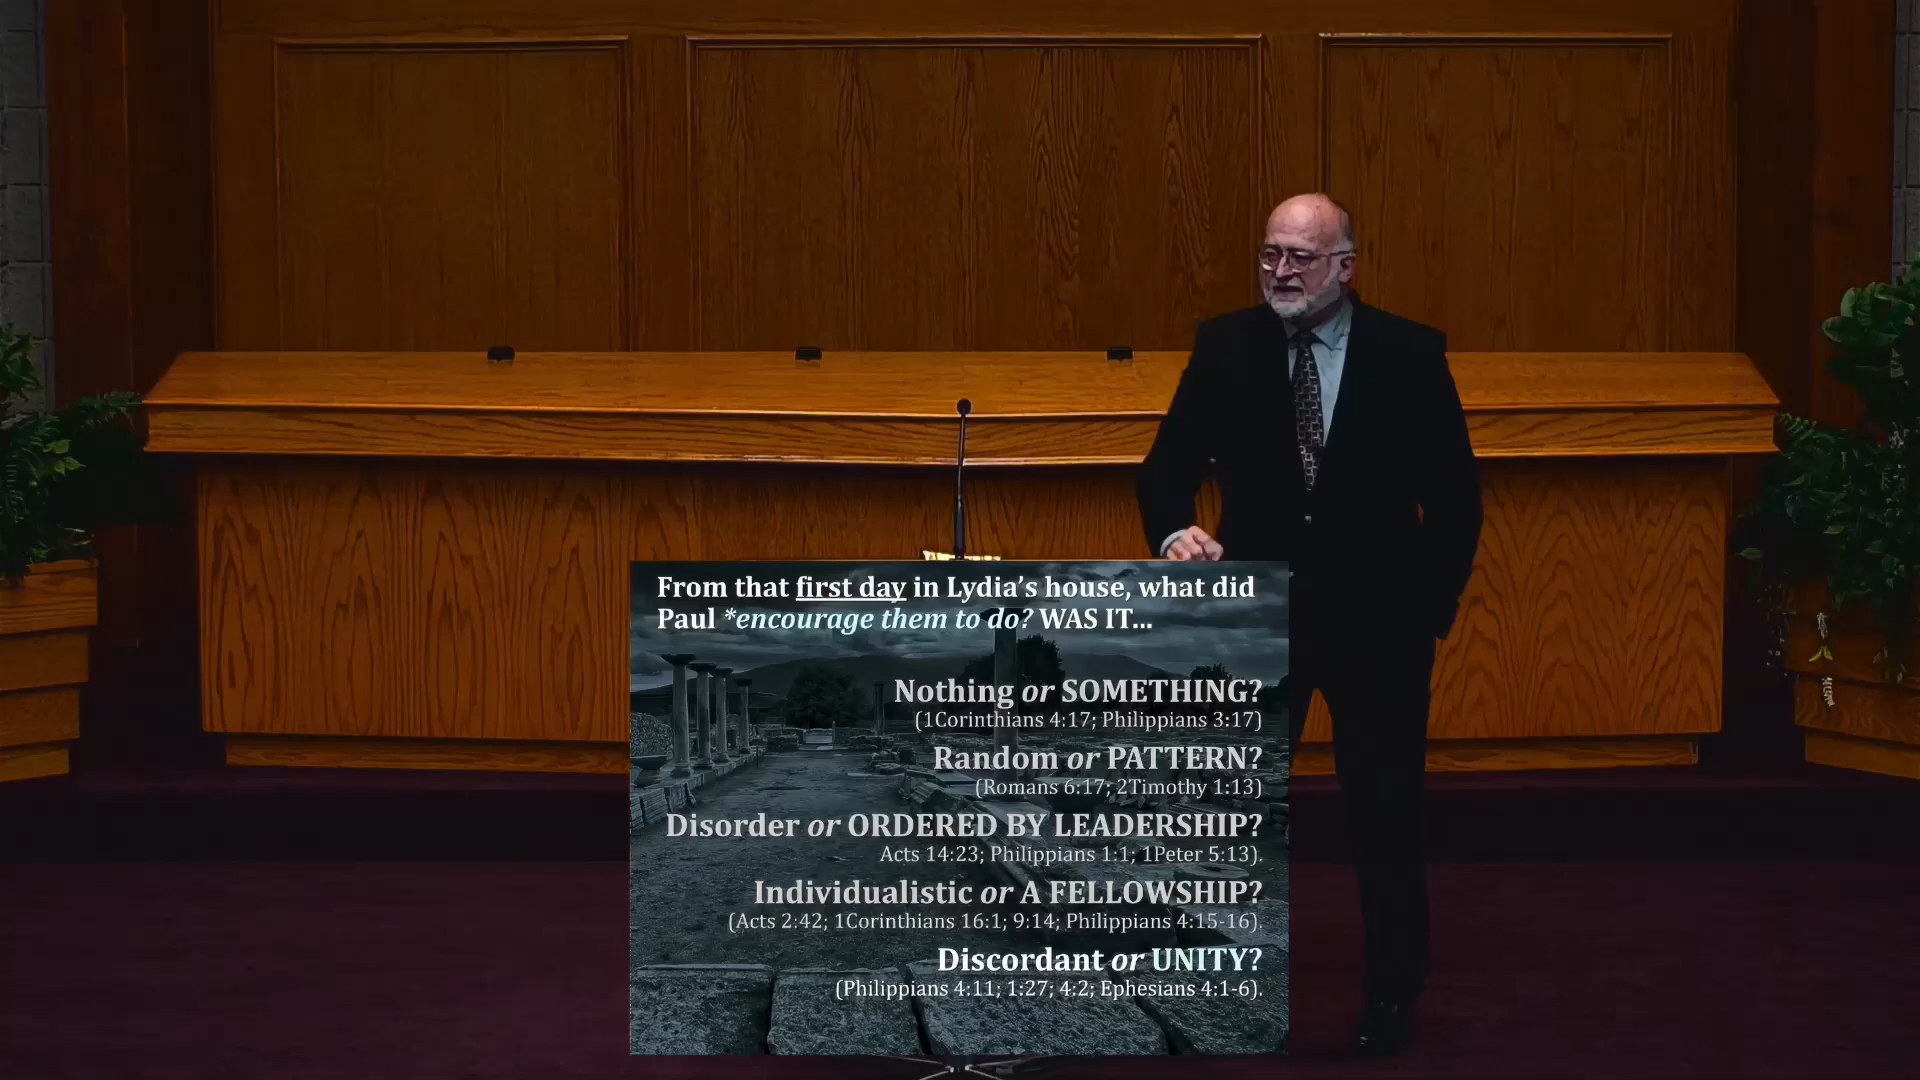 From that first day in Lydia's house, what did
Paul *encourage them to do? WAS IT...
Nothing or SOMETHING?
(1Corinthians 4:17; Philippians 3:17)
Random or PATTERN?
(Romans 6:17; 2Timothy 1:13)
Disorder or ORDERED BY LEADERSHIP?
Acts 14:23; Philippians 1:1; 1Peter 5:13).
Individualistic or A FELLOWSHIP?
(Acts 2:42; 1Corinthians 16:1; 9:14; Philippians 4:15-16).
Discordant or UNITY?
(Philippians 4:11; 1:27; 4:2; Ephesians 4:1-6).